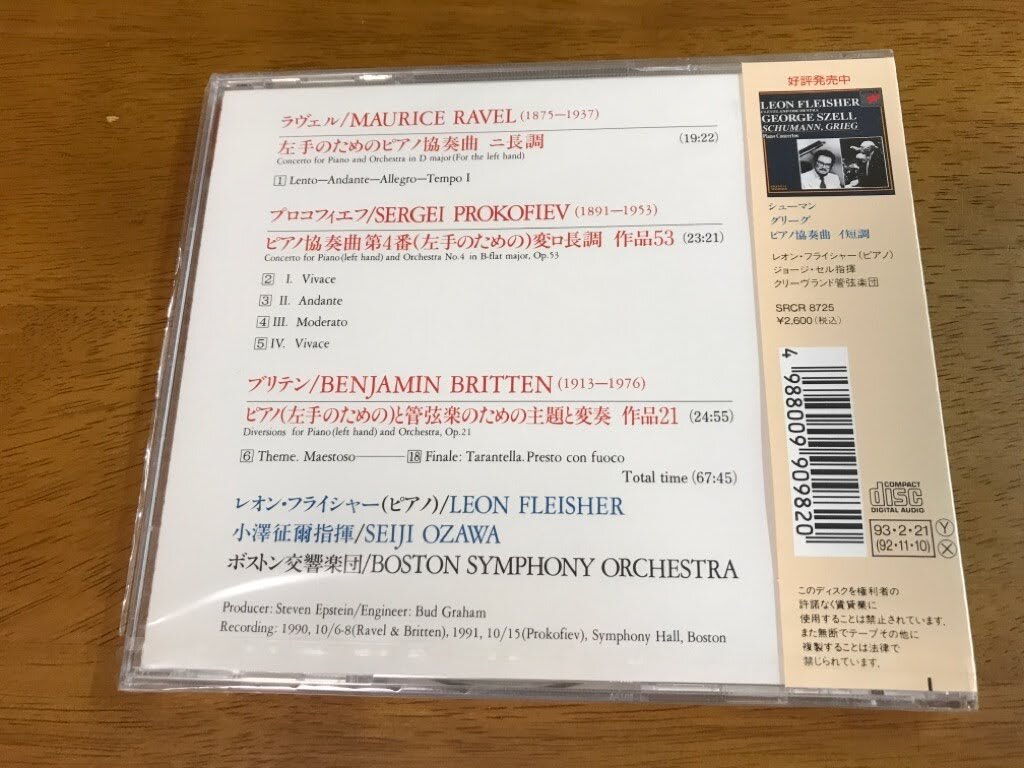 ラヴェル/MAURICE RAVEL(1875—1937)
左手のためのピアノ協奏曲 ニ長調 (19:22)
Concerto for Piano and Orchestra in D major(For the left hand)
1 Lento—Andante—Allegro—Tempo I
プロコフィエフ/SERGEI PROKOFIEV (1891—1953)
ピアノ協奏曲第4番(左手のための)変ロ長調 作品53 (23:21)
Concerto for Piano(left hand) and Orchestra No.4 in B-flat major, Op.53
2 I. Vivace
3 II. Andante
4 III. Moderato
5 IV. Vivace
ブリテン/BENJAMIN BRITTEN (1913—1976)
ピアノ(左手のための)と管弦楽のための主題と変奏 作品21 (24:55)
Diversions for Piano(left hand) and Orchestra, Op.21
6 Theme. Maestoso——18 Finale: Tarantella. Presto con fuoco
Total time (67:45)
レオン・フライシャー(ピアノ)/LEON FLEISHER
小澤征爾指揮/SEIJI OZAWA
ボストン交響楽団/BOSTON SYMPHONY ORCHESTRA
Producer: Steven Epstein/Engineer: Bud Graham
Recording: 1990, 10/6-8(Ravel & Britten), 1991, 10/15(Prokofiev), Symphony Hall, Boston
好評発売中
LEON FLEISHER
GEORGE SZELL
SCHUMANN, GRIEG
Piano Concertos
シューマン
グリーグ
ピアノ協奏曲 イ短調
レオン・フライシャー(ピアノ)
ジョージ・セル指揮
クリーヴランド管弦楽団
SRCR 8725
¥2,600(税込)
4 988009 909820
COMPACT
disc
DIGITAL AUDIO
93・2・21
(92・11・10)
Y
X
このディスクを権利者の
許諾なく賃貸業に
使用することは禁止されています。
また無断でテープその他に
複製することは法律で
禁じられています。